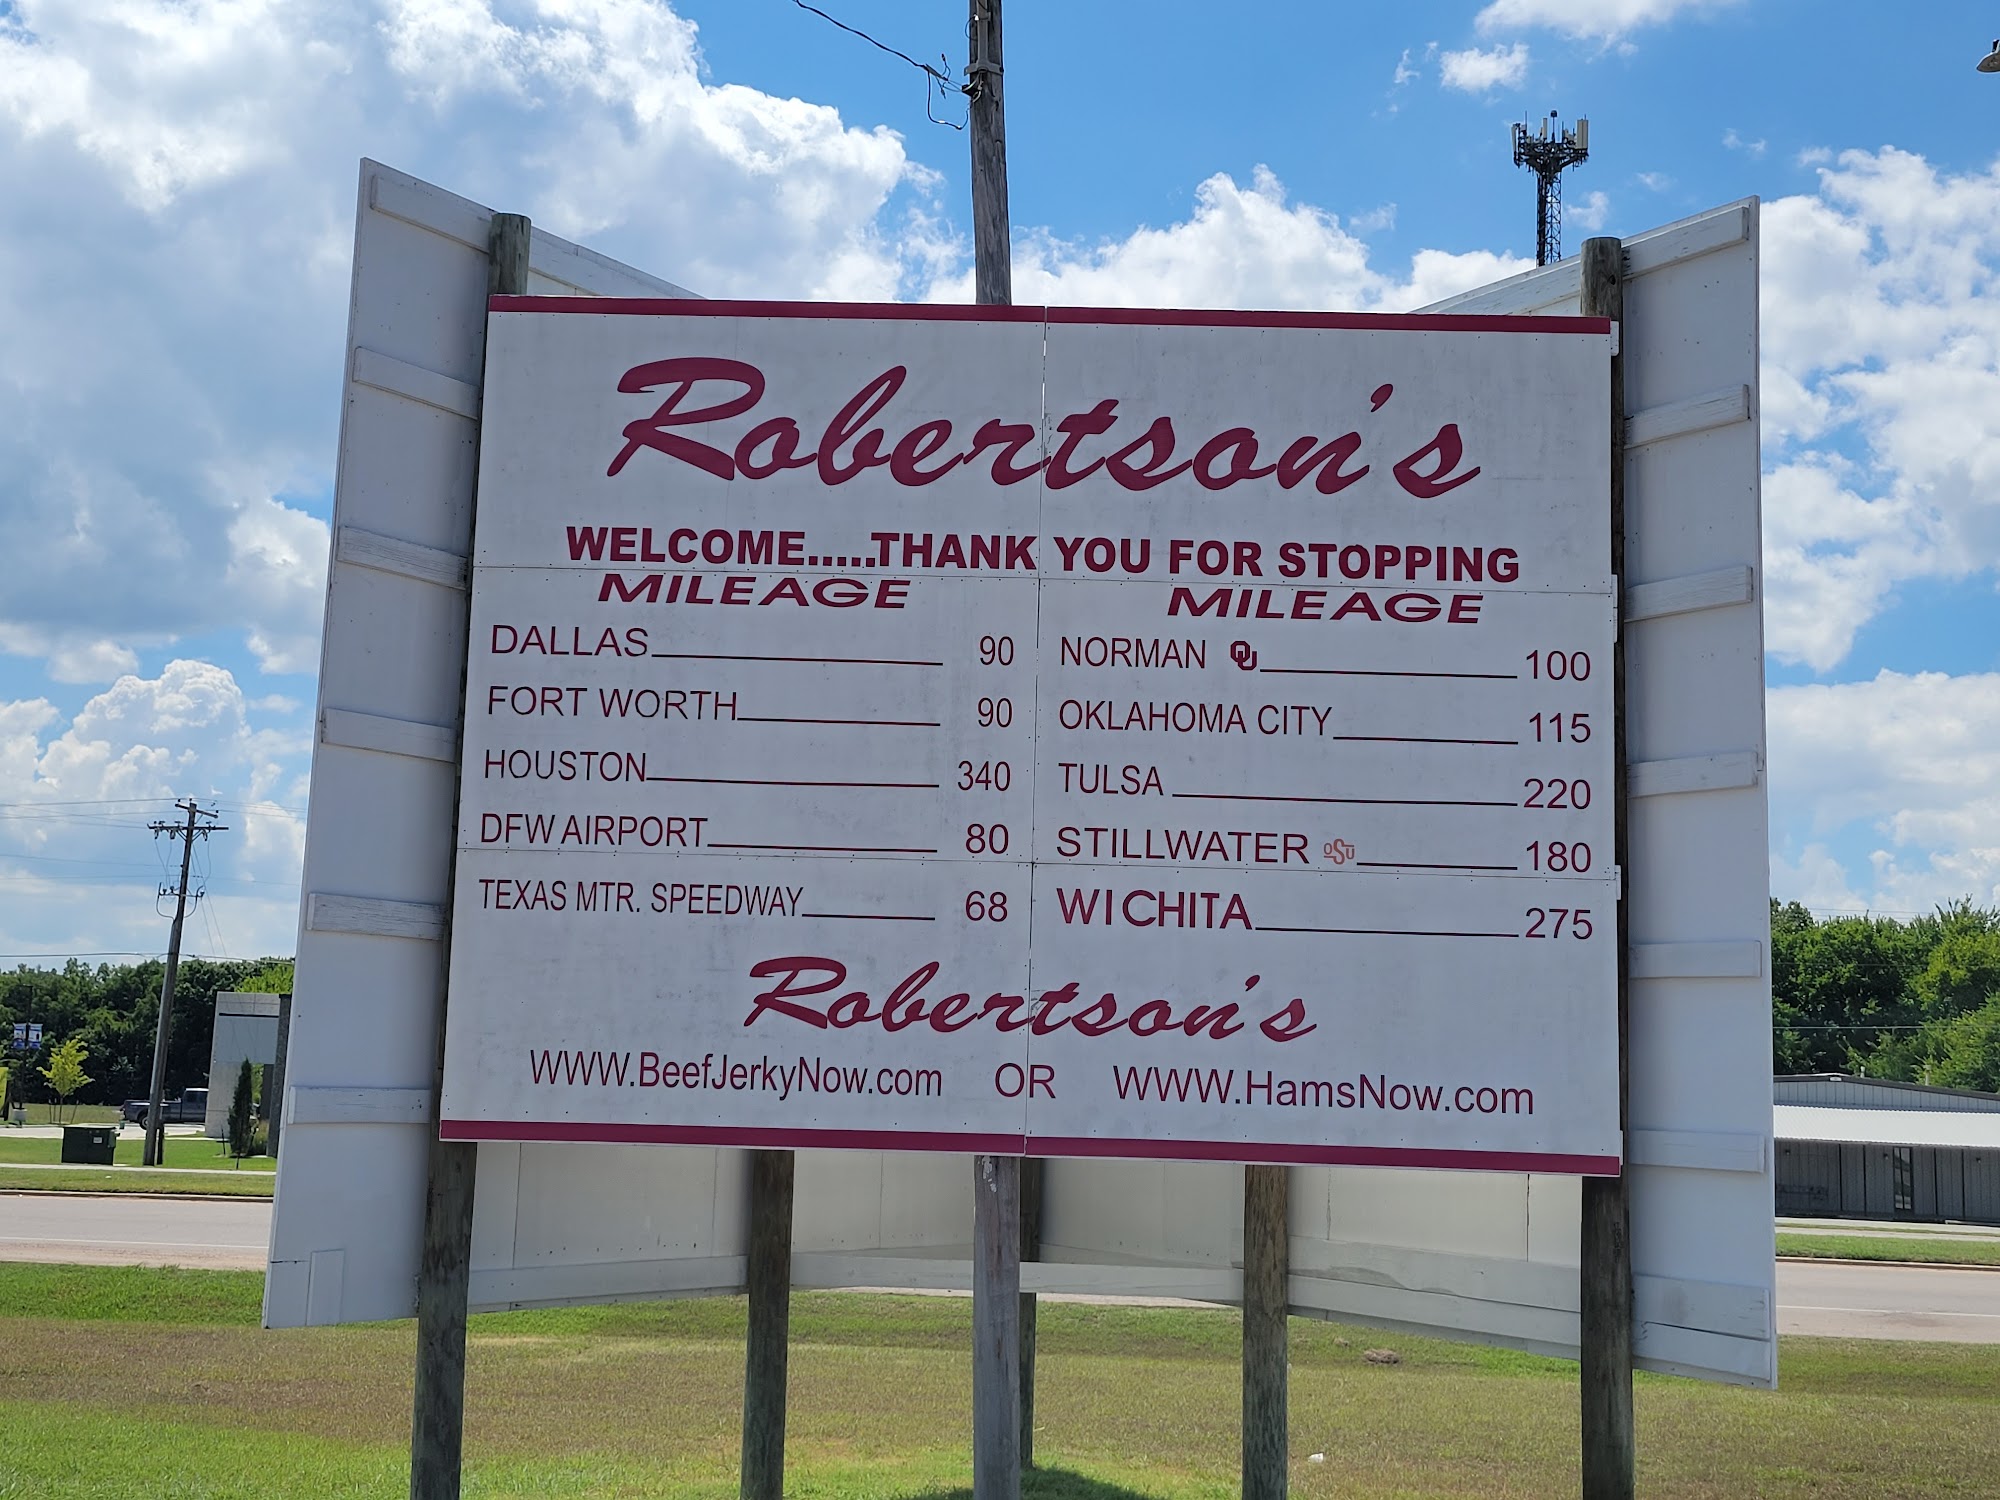 Robertson's
WELCOME.....THANK YOU FOR STOPPING
MILEAGE
DALLAS 90
FORT WORTH 90
HOUSTON 340
DFW AIRPORT 80
TEXAS MTR. SPEEDWAY 68
MILEAGE
NORMAN OU 100
OKLAHOMA CITY 115
TULSA 220
STILLWATER OSU 180
WICHITA 275
Robertson's
WWW.BeefJerkyNow.com OR WWW.HamsNow.com